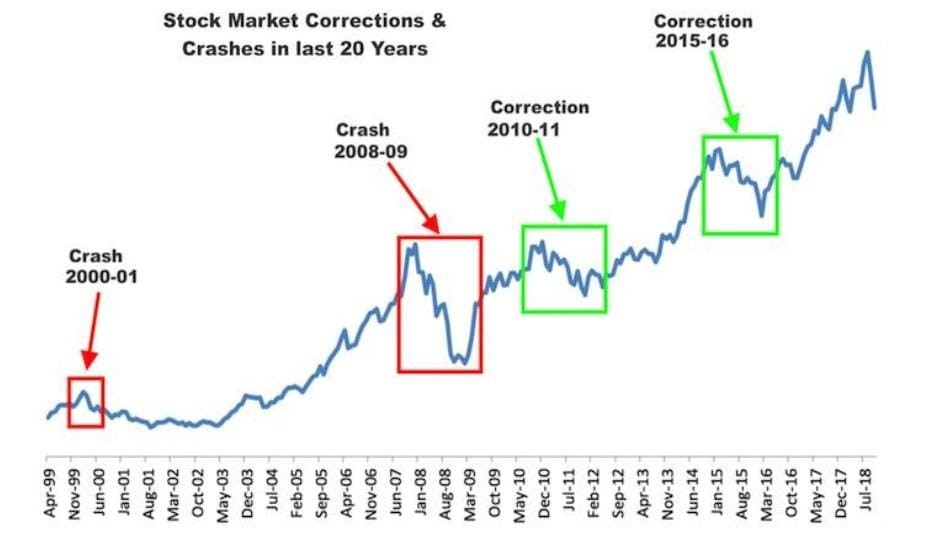 Stock Market Corrections &
Crashes in last 20 Years
Correction
2015-16
Correction
2010-11
Crash
2008-09
Crash
2000-01
Apr-99
Nov-99
Jun-00
Jan-01
Aug-01
Mar-02
Oct-02
May-03
Dec-03
Jul-04
Feb-05
Sep-05
Apr-06
Nov-06
Jun-07
Jan-08
Aug-08
Mar-09
Oct-09
May-10
Dec-10
Jul-11
Feb-12
Sep-12
Apr-13
Nov-13
Jun-14
Jan-15
Aug-15
Mar-16
Oct-16
May-17
Dec-17
Jul-18